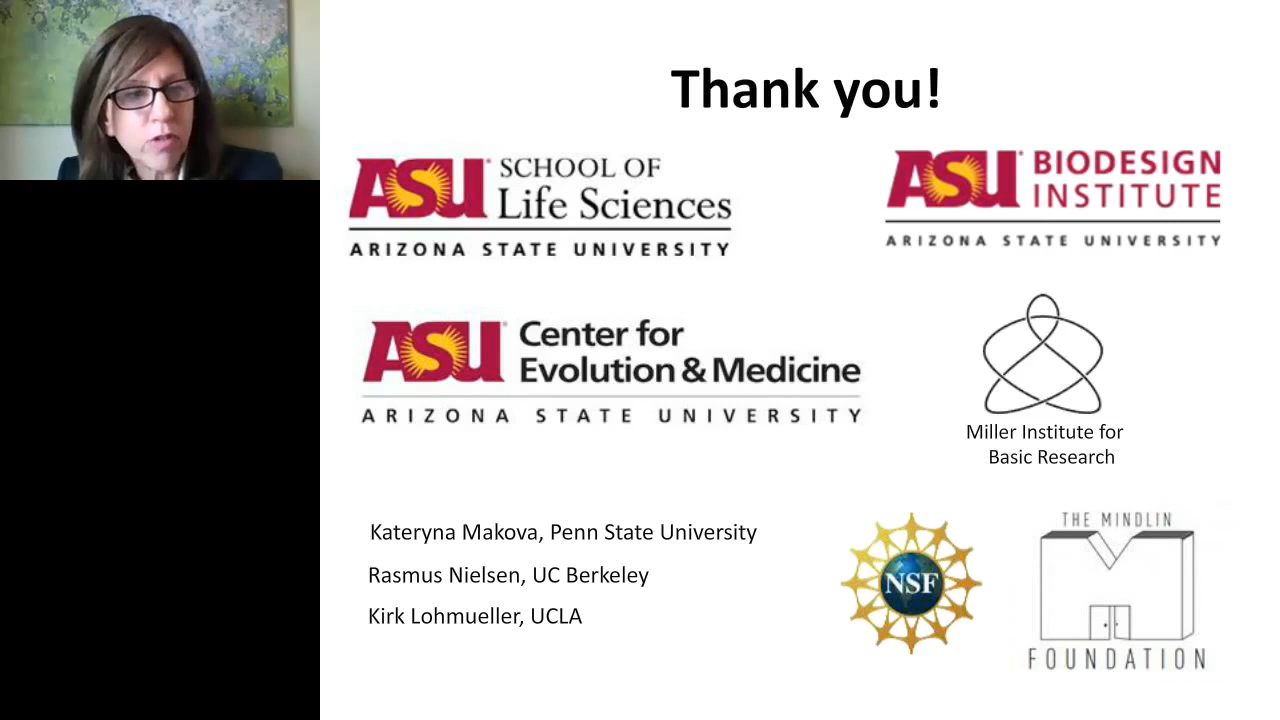 Thank you!
ASU SCHOOL OF
Life Sciences
ARIZONA STATE UNIVERSITY
ASU BIODESIGN
INSTITUTE
ARIZONA STATE UNIVERSITY
ASU Center for
Evolution & Medicine
ARIZONA STATE UNIVERSITY
Miller Institute for
Basic Research
Kateryna Makova, Penn State University
Rasmus Nielsen, UC Berkeley
Kirk Lohmueller, UCLA
NSF
THE MINDLIN
FOUNDATION